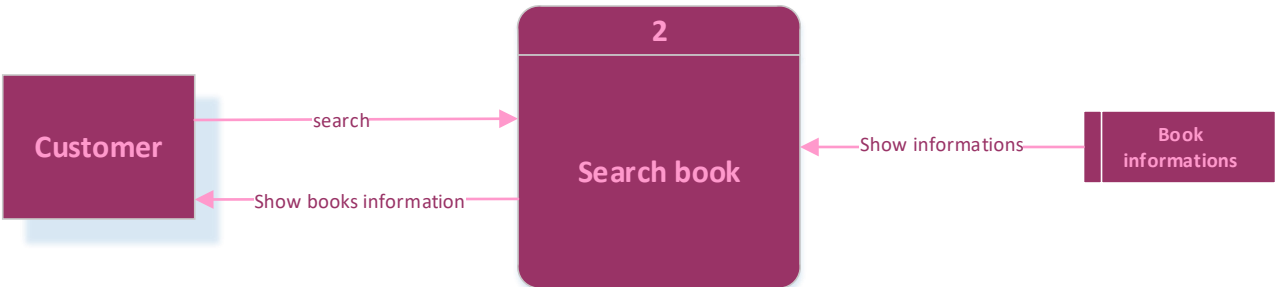 2
Customer
search
Search book
Show informations
Book
informations
Show books information